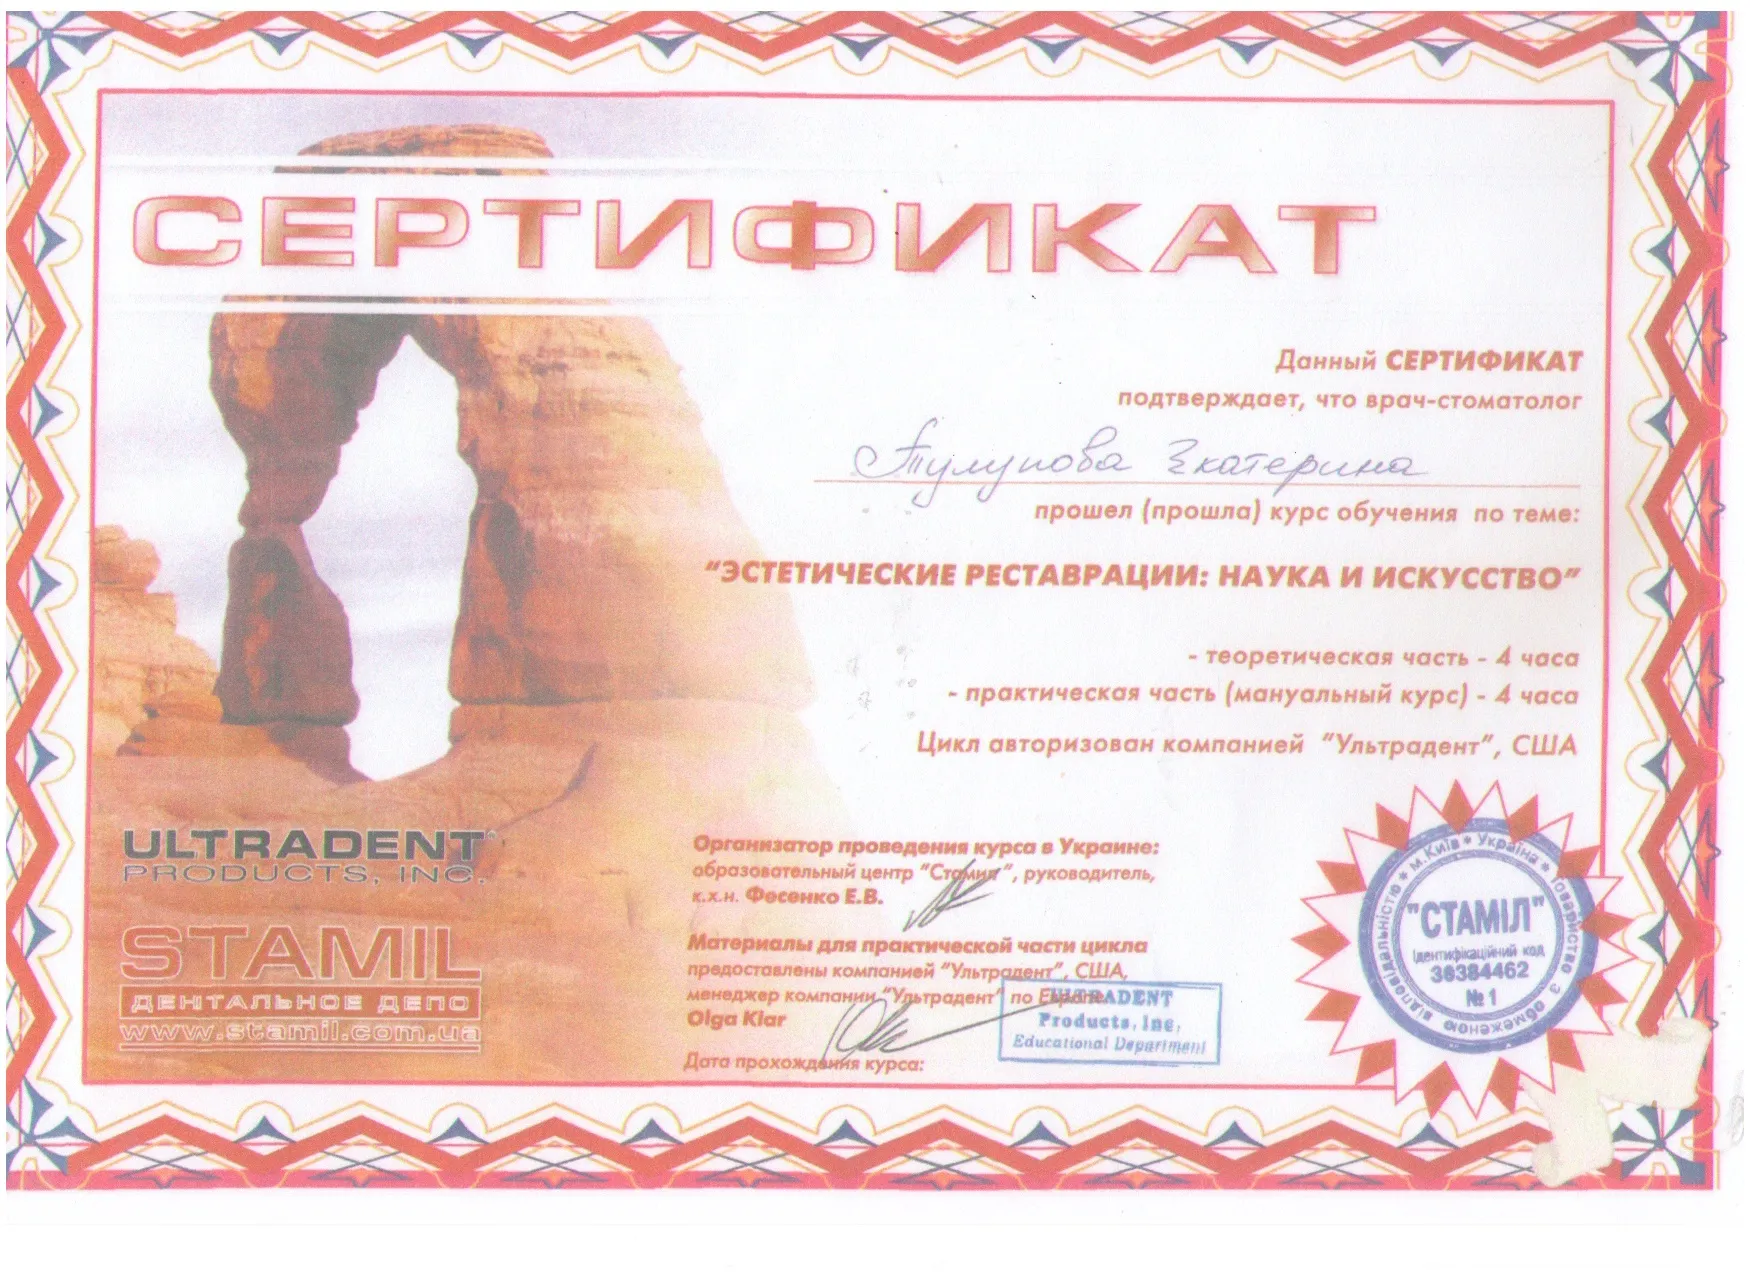 СЕРТИФИКАТ
Данный СЕРТИФИКАТ
подтверждает, что врач-стоматолог
Тулупова Екатерина
прошел (прошла) курс обучения по теме:
"ЭСТЕТИЧЕСКИЕ РЕСТАВРАЦИИ: НАУКА И ИСКУССТВО"
- теоретическая часть - 4 часа
- практическая часть (мануальный курс) - 4 часа
Цикл авторизован компанией "Ультрадент", США
ULTRADENT
PRODUCTS, INC.
STAMIL
ДЕНТАЛЬНОЕ ДЕПО
www.stamil.com.ua
Организатор проведения курса в Украине:
образовательный центр "Стамил", руководитель,
к.х.н. Фесенко Е.В.
Материалы для практической части цикла
предоставлены компанией "Ультрадент", США,
менеджер компании "Ультрадент" по Европе
Olga Klar
Дата прохождения курса:
ULTRADENT
Products, Inc,
Educational Department
м.Київ * Україна * Товариство з обмеженою відповідальністю *
"СТАМІЛ"
Ідентифікаційний код
36384462
№1